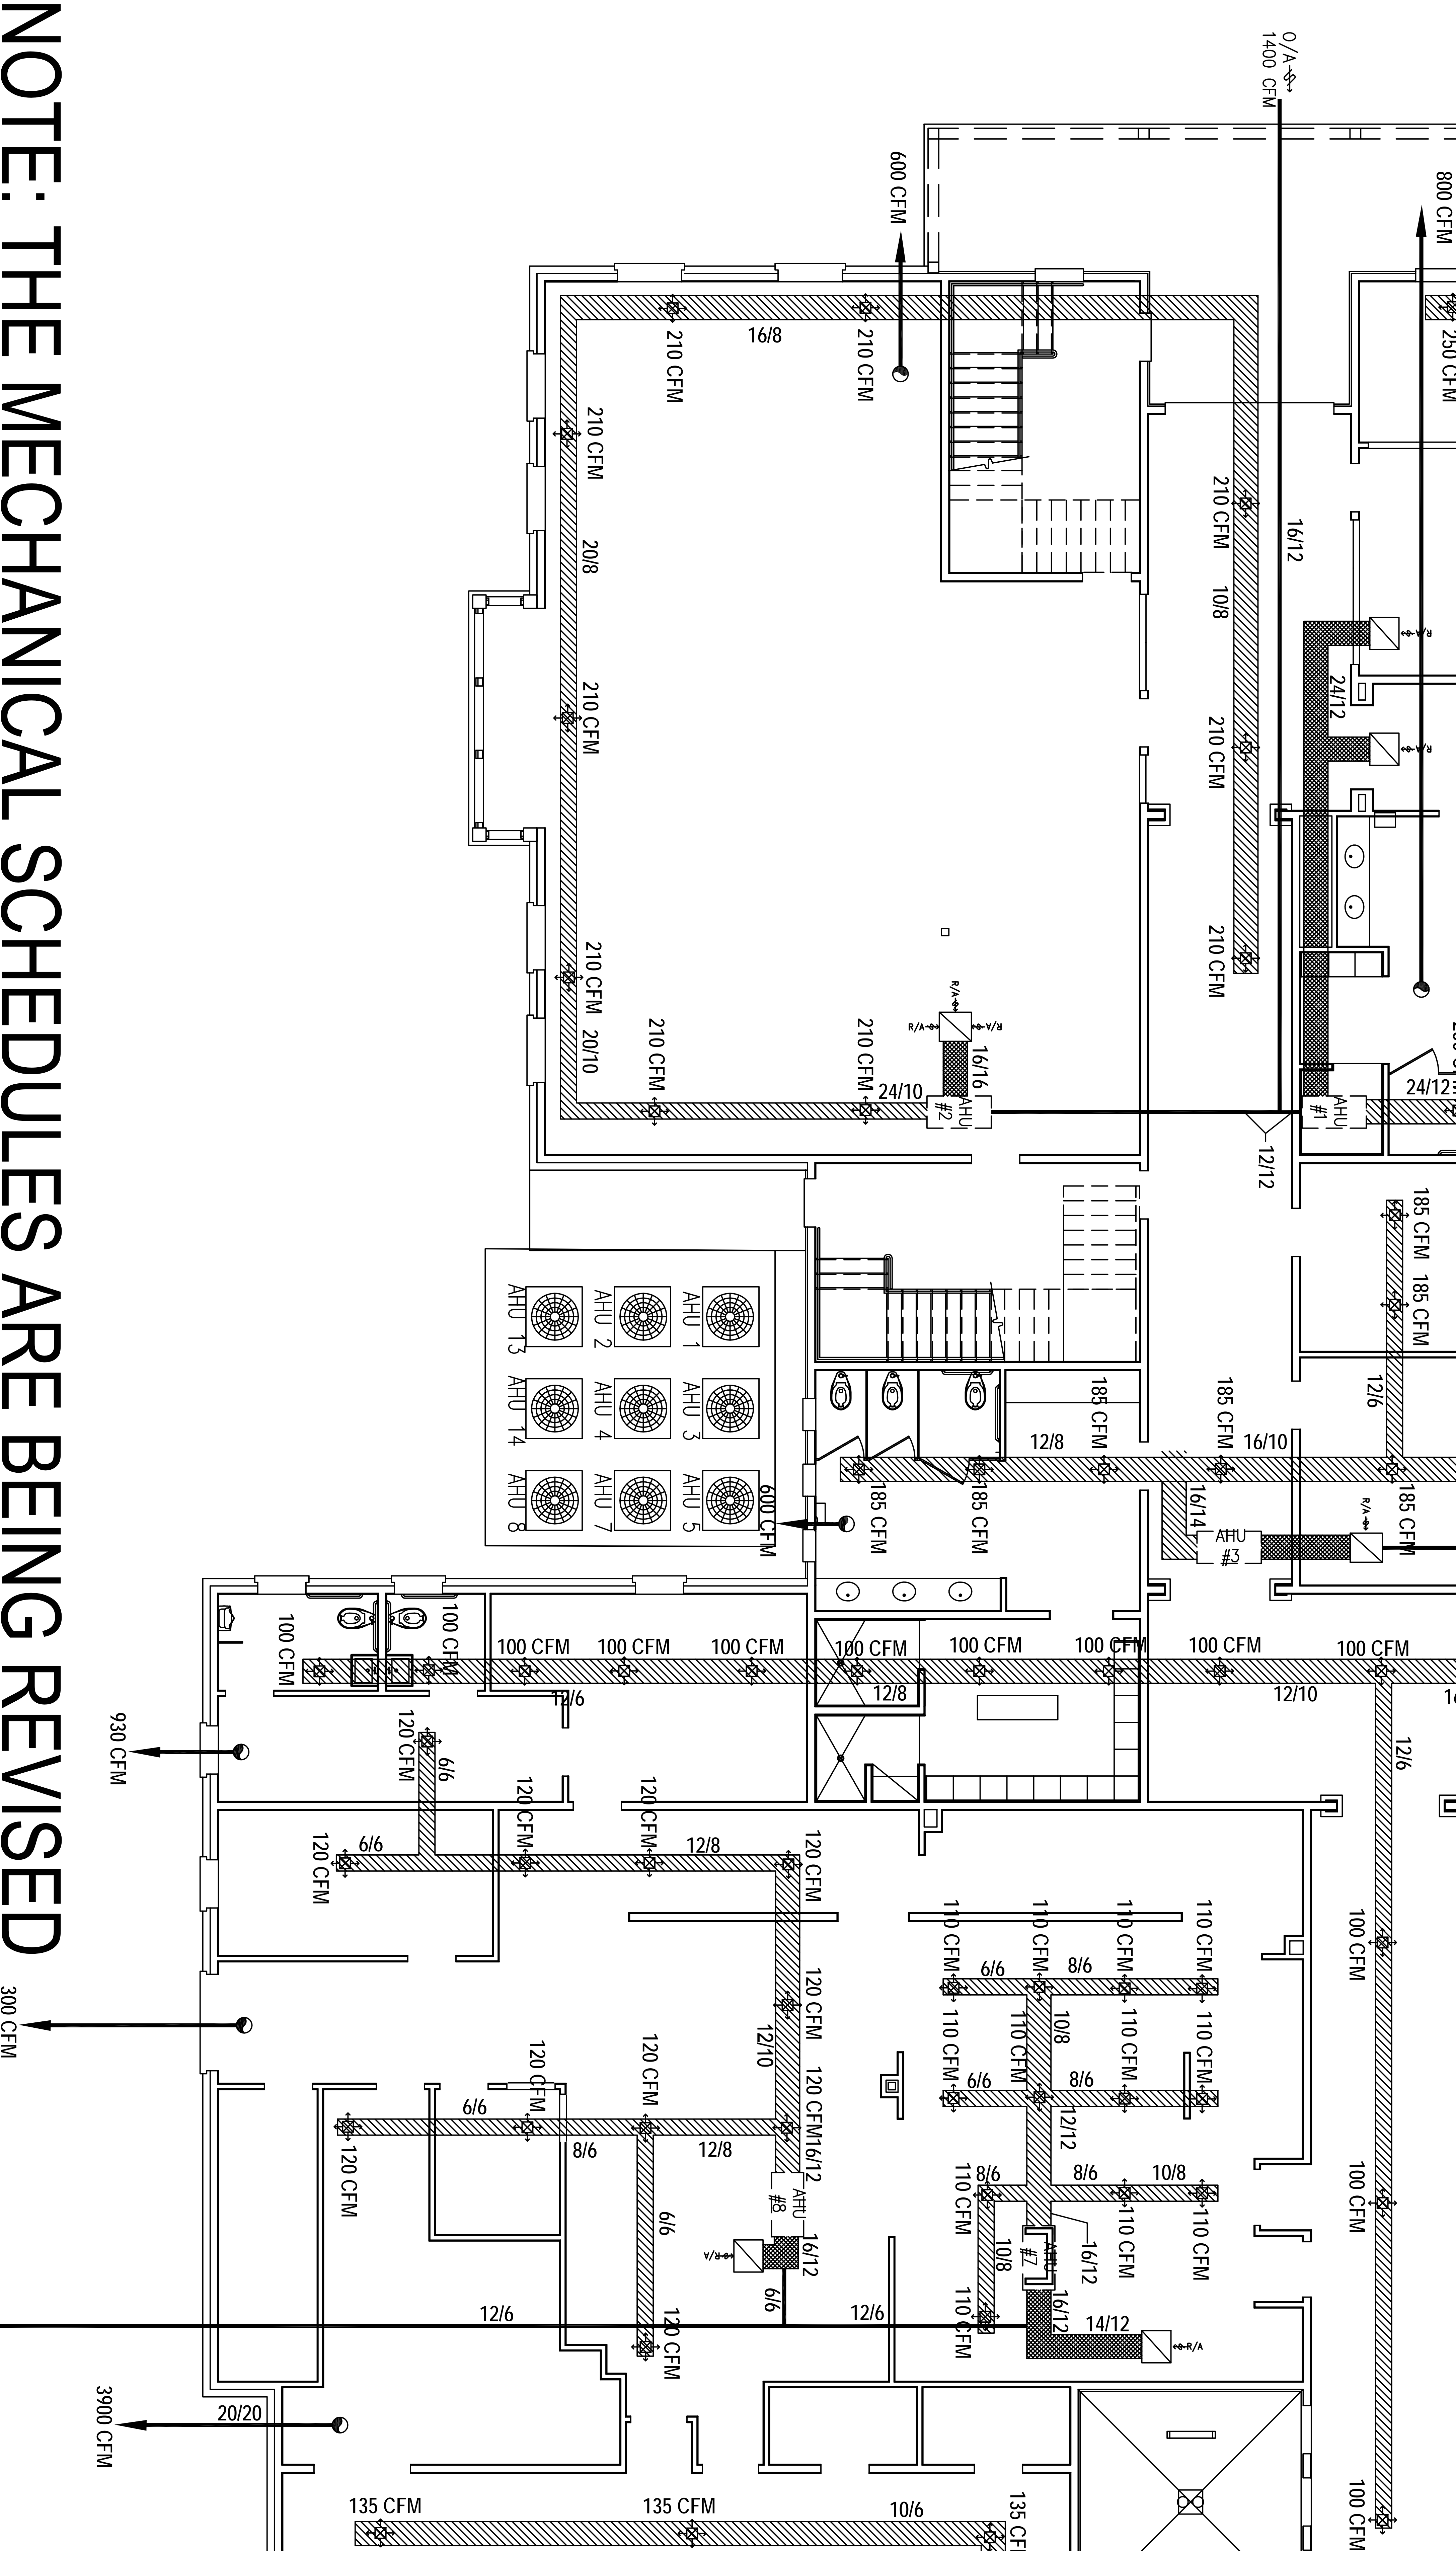 NOTE: THE MECHANICAL SCHEDULES ARE BEING REVISED
O/A
1400 CFM
600 CFM
800 CFM
210 CFM
16/8
210 CFM
250 CFM
210 CFM
20/8
210 CFM
210 CFM
20/10
210 CFM
210 CFM
24/10
210 CFM
10/8
210 CFM
210 CFM
16/12
R/A
R/A
24/12
R/A
R/A
R/A
16/16
AHU
#2
AHU
#1
24/12
12/12
185 CFM
185 CFM
12/6
AHU 1
AHU 2
AHU 13
AHU 3
AHU 4
AHU 14
AHU 5
AHU 7
AHU 8
600 CFM
185 CFM
185 CFM
12/8
185 CFM
185 CFM
16/10
185 CFM
16/14
AHU
#3
R/A
100 CFM
100 CFM
100 CFM
100 CFM
100 CFM
100 CFM
100 CFM
100 CFM
100 CFM
100 CFM
12/6
12/8
12/10
12/6
930 CFM
120 CFM
6/6
120 CFM
6/6
120 CFM
120 CFM
12/8
120 CFM
300 CFM
120 CFM
12/10
120 CFM
16/12
120 CFM
120 CFM
120 CFM
6/6
8/6
12/8
6/6
120 CFM
AHU
#8
16/12
R/A
6/6
12/6
12/6
110 CFM
110 CFM
110 CFM
110 CFM
6/6
8/6
10/8
110 CFM
110 CFM
110 CFM
110 CFM
6/6
8/6
12/12
110 CFM
8/6
8/6
10/8
110 CFM
110 CFM
10/8
110 CFM
AHU
#7
16/12
16/12
14/12
R/A
100 CFM
100 CFM
100 CFM
3900 CFM
20/20
135 CFM
135 CFM
10/6